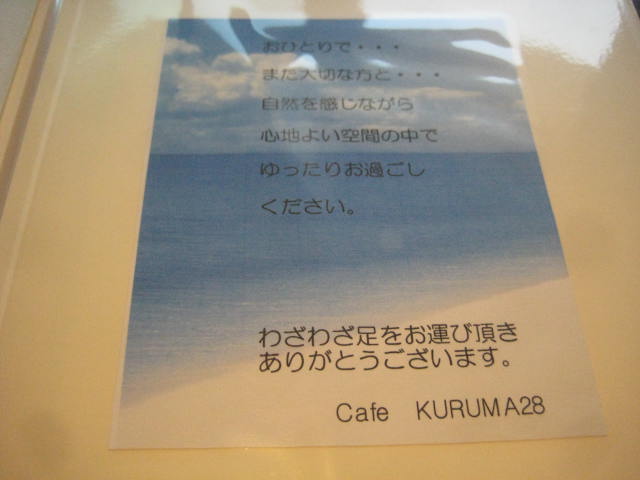 おひとりで・・・
また大切な方と・・・
自然を感じながら
心地よい空間の中で
ゆったりお過ごし
ください。
わざわざ足をお運び頂き
ありがとうございます。
Cafe KURUMA28